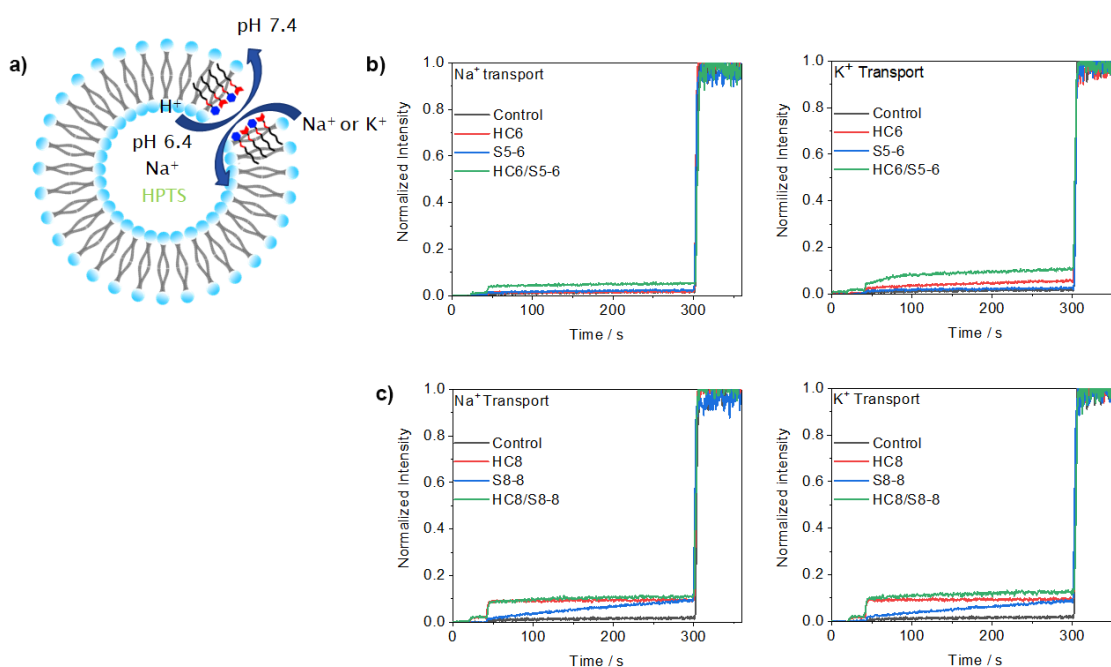 a)
pH 7.4
H⁺
Na⁺ or K⁺
pH 6.4
Na⁺
HPTS
b)
Na⁺ transport
Control
HC6
S5-6
HC6/S5-6
Normalized Intensity
1.0
0.8
0.6
0.4
0.2
0.0
0 100 200 300
Time / s
K⁺ Transport
Control
HC6
S5-6
HC6/S5-6
Normilized Intensity
1.0
0.8
0.6
0.4
0.2
0.0
0 100 200 300
Time / s
c)
Na⁺ Transport
Control
HC8
S8-8
HC8/S8-8
Normalized Intensity
1.0
0.8
0.6
0.4
0.2
0.0
0 100 200 300
Time / s
K⁺ Transport
Control
HC8
S8-8
HC8/S8-8
Normalized Intensity
1.0
0.8
0.6
0.4
0.2
0.0
0 100 200 300
Time / s